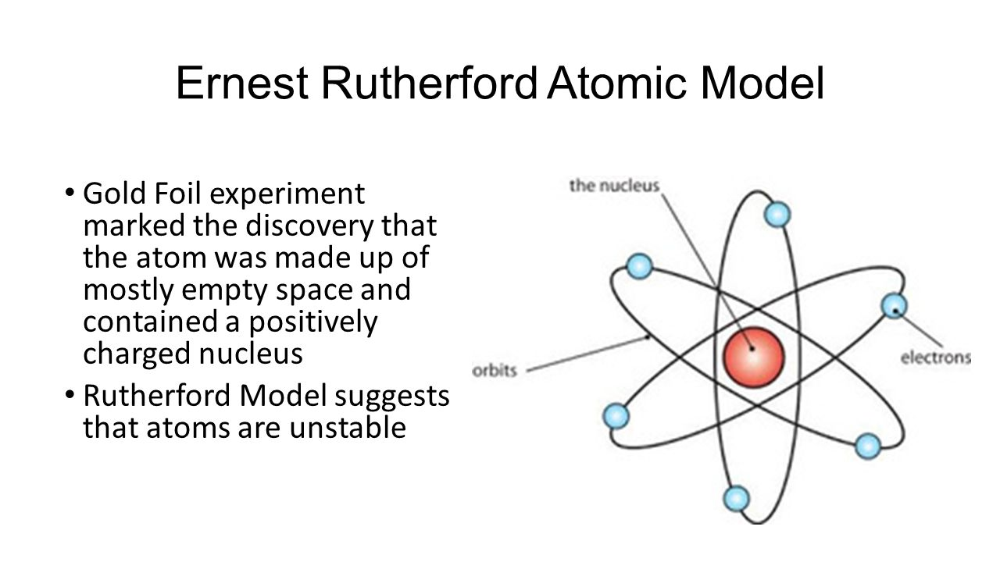 Ernest Rutherford Atomic Model
• Gold Foil experiment
marked the discovery that
the atom was made up of
mostly empty space and
contained a positively
charged nucleus
• Rutherford Model suggests
that atoms are unstable
the nucleus
orbits
electrons